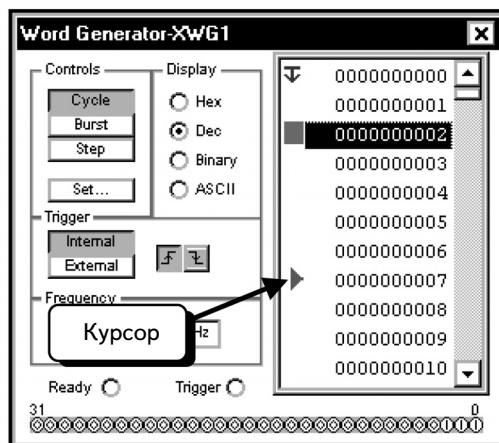 Word Generator-XWG1
Controls
Cycle
Burst
Step
Set...
Display
Hex
Dec
Binary
ASCII
Trigger
Internal
External
Frequency
Hz
Курсор
Ready
Trigger
0000000000
0000000001
0000000002
0000000003
0000000004
0000000005
0000000006
0000000007
0000000008
0000000009
0000000010
31
0